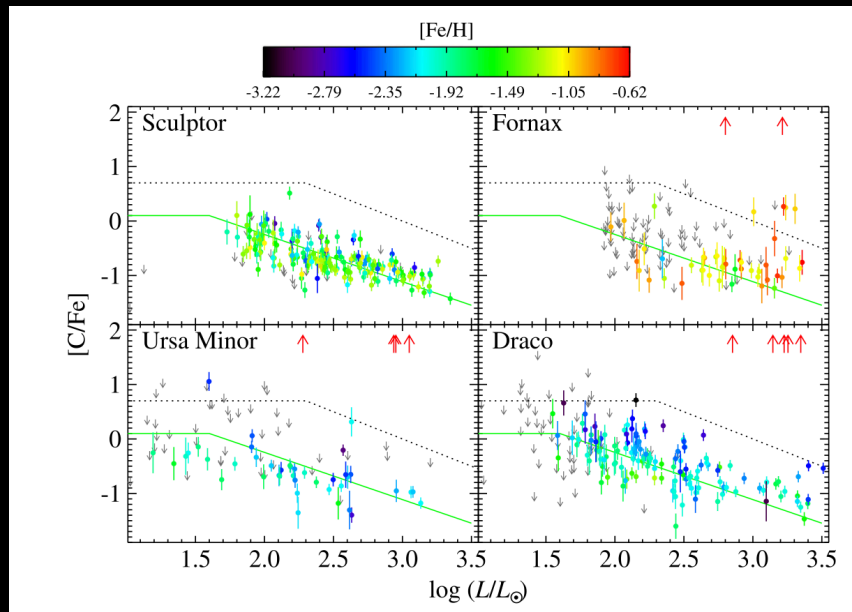 [Fe/H]
-3.22 -2.79 -2.35 -1.92 -1.49 -1.05 -0.62
Sculptor
Fornax
2
1
0
-1
Ursa Minor
Draco
2
1
0
-1
[C/Fe]
1.5 2.0 2.5 3.0 1.5 2.0 2.5 3.0 3.5
log (L/L☉)